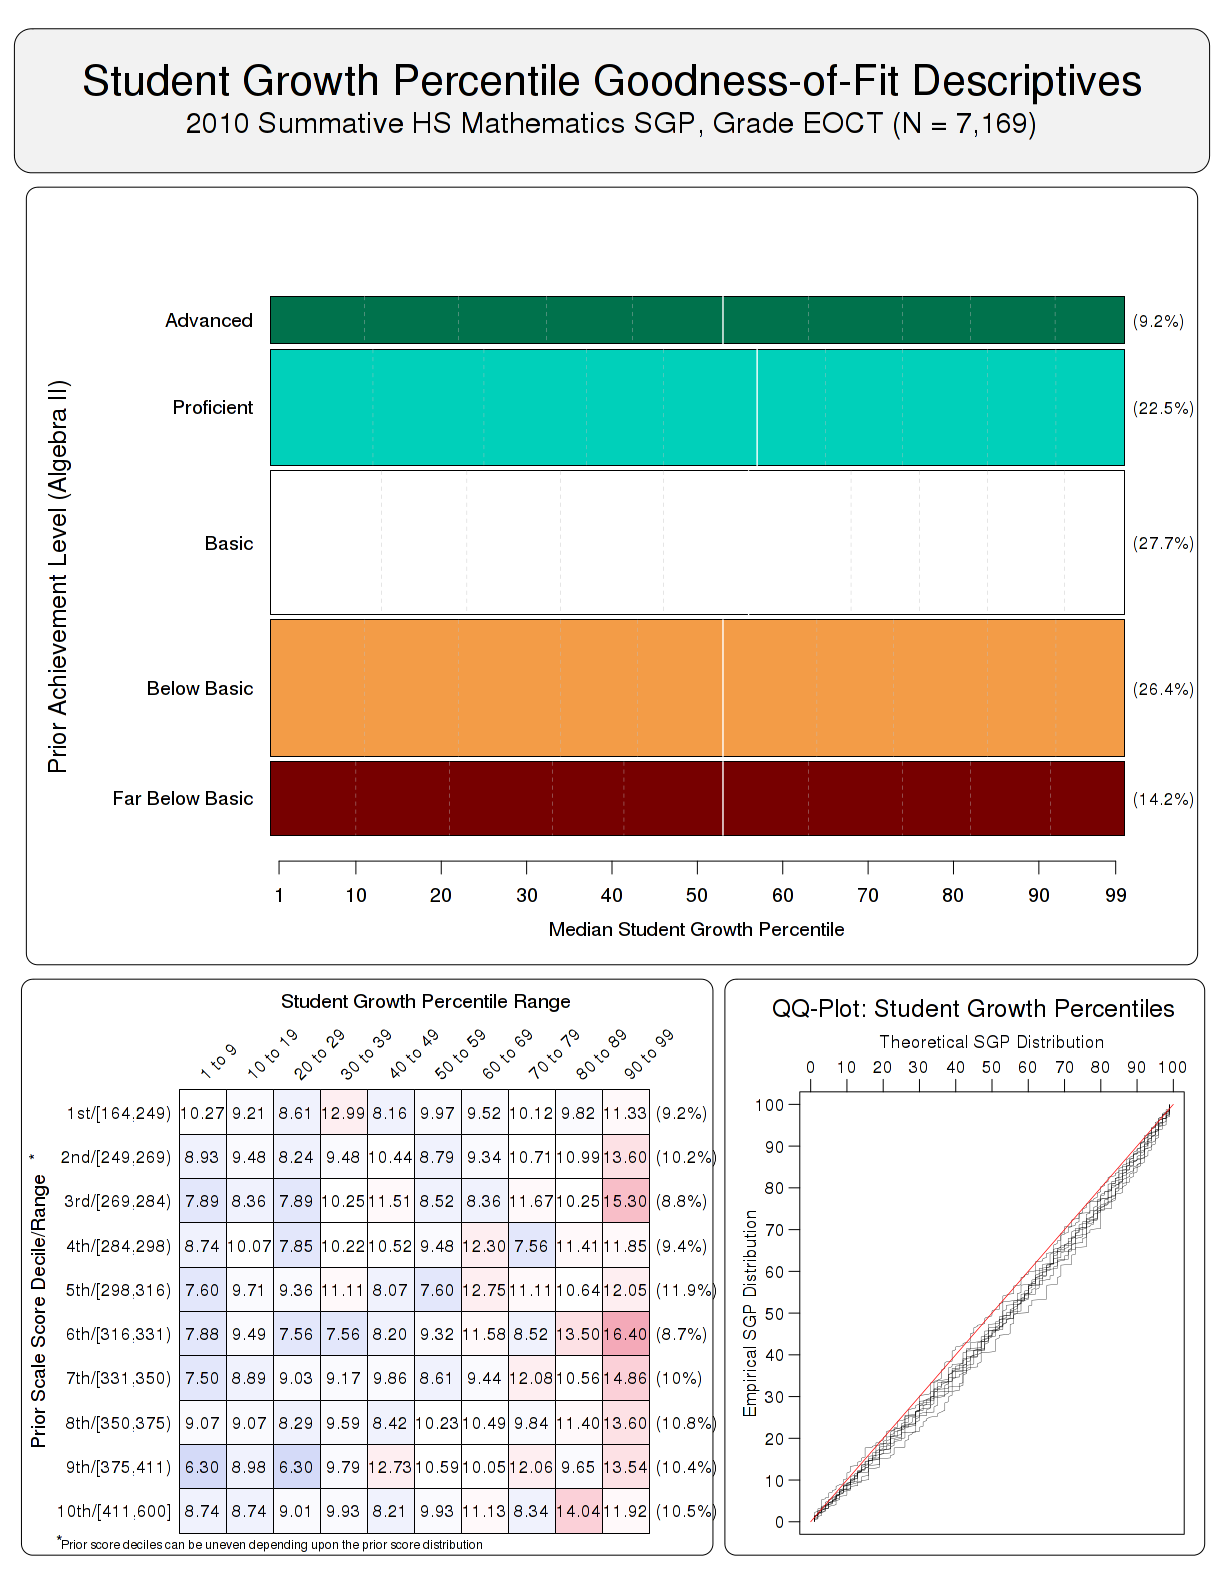 Student Growth Percentile Goodness-of-Fit Descriptives
2010 Summative HS Mathematics SGP, Grade EOCT (N = 7,169)
Prior Achievement Level (Algebra II)
Advanced (9.2%)
Proficient (22.5%)
Basic (27.7%)
Below Basic (26.4%)
Far Below Basic (14.2%)
1 10 20 30 40 50 60 70 80 90 99
Median Student Growth Percentile
Student Growth Percentile Range
1 to 9 10 to 19 20 to 29 30 to 39 40 to 49 50 to 59 60 to 69 70 to 79 80 to 89 90 to 99
Prior Scale Score Decile/Range *
1st/[164,249) 10.27 9.21 8.61 12.99 8.16 9.97 9.52 10.12 9.82 11.33 (9.2%)
2nd/[249,269) 8.93 9.48 8.24 9.48 10.44 8.79 9.34 10.71 10.99 13.60 (10.2%)
3rd/[269,284) 7.89 8.36 7.89 10.25 11.51 8.52 8.36 11.67 10.25 15.30 (8.8%)
4th/[284,298) 8.74 10.07 7.85 10.22 10.52 9.48 12.30 7.56 11.41 11.85 (9.4%)
5th/[298,316) 7.60 9.71 9.36 11.11 8.07 7.60 12.75 11.11 10.64 12.05 (11.9%)
6th/[316,331) 7.88 9.49 7.56 7.56 8.20 9.32 11.58 8.52 13.50 16.40 (8.7%)
7th/[331,350) 7.50 8.89 9.03 9.17 9.86 8.61 9.44 12.08 10.56 14.86 (10%)
8th/[350,375) 9.07 9.07 8.29 9.59 8.42 10.23 10.49 9.84 11.40 13.60 (10.8%)
9th/[375,411) 6.30 8.98 6.30 9.79 12.73 10.59 10.05 12.06 9.65 13.54 (10.4%)
10th/[411,600] 8.74 8.74 9.01 9.93 8.21 9.93 11.13 8.34 14.04 11.92 (10.5%)
*Prior score deciles can be uneven depending upon the prior score distribution
QQ-Plot: Student Growth Percentiles
Theoretical SGP Distribution
0 10 20 30 40 50 60 70 80 90 100
Empirical SGP Distribution
100
90
80
70
60
50
40
30
20
10
0